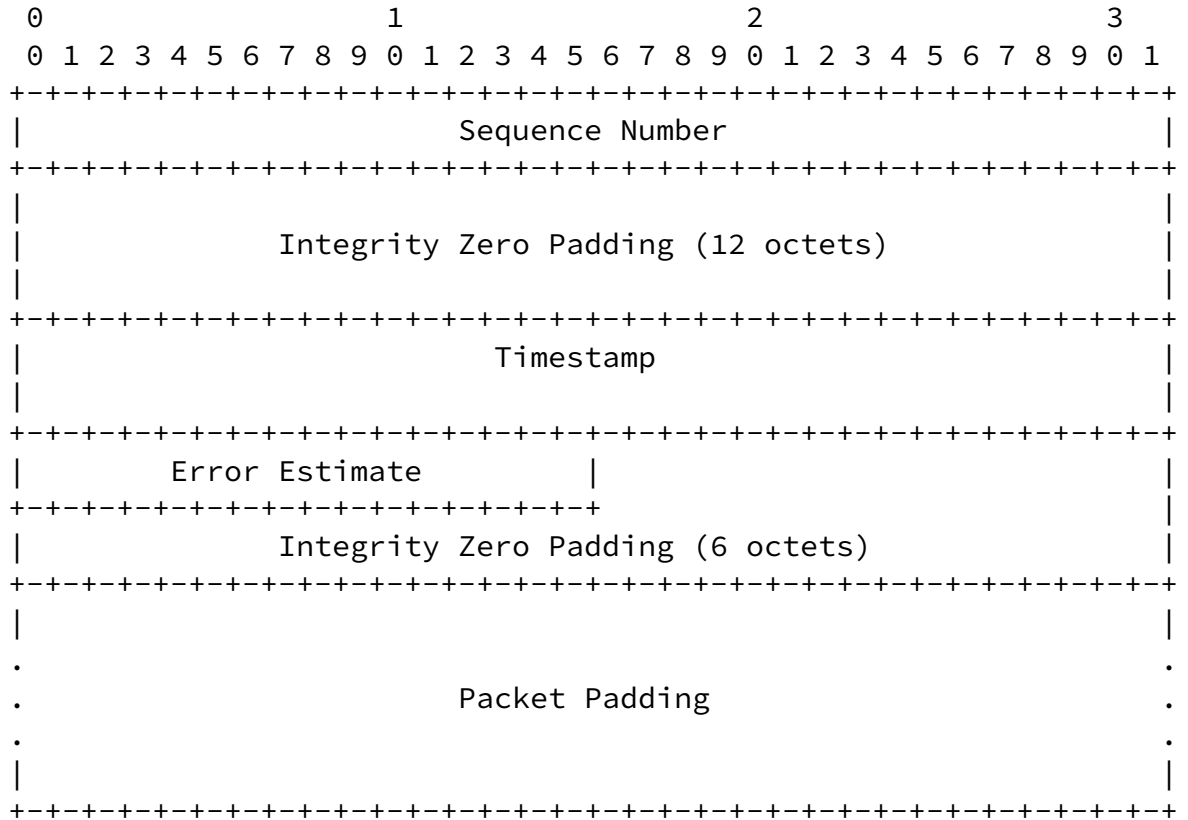 0                   1                   2                   3
0 1 2 3 4 5 6 7 8 9 0 1 2 3 4 5 6 7 8 9 0 1 2 3 4 5 6 7 8 9 0 1
+-+-+-+-+-+-+-+-+-+-+-+-+-+-+-+-+-+-+-+-+-+-+-+-+-+-+-+-+-+-+-+-+
|                        Sequence Number                        |
+-+-+-+-+-+-+-+-+-+-+-+-+-+-+-+-+-+-+-+-+-+-+-+-+-+-+-+-+-+-+-+-+
|                                                               |
|              Integrity Zero Padding (12 octets)               |
|                                                               |
+-+-+-+-+-+-+-+-+-+-+-+-+-+-+-+-+-+-+-+-+-+-+-+-+-+-+-+-+-+-+-+-+
|                          Timestamp                            |
|                                                               |
+-+-+-+-+-+-+-+-+-+-+-+-+-+-+-+-+-+-+-+-+-+-+-+-+-+-+-+-+-+-+-+-+
|        Error Estimate         |                               |
+-+-+-+-+-+-+-+-+-+-+-+-+-+-+-+-+                               |
|              Integrity Zero Padding (6 octets)                |
+-+-+-+-+-+-+-+-+-+-+-+-+-+-+-+-+-+-+-+-+-+-+-+-+-+-+-+-+-+-+-+-+
|                                                               |
.                                                               .
.                        Packet Padding                         .
.                                                               .
|                                                               |
+-+-+-+-+-+-+-+-+-+-+-+-+-+-+-+-+-+-+-+-+-+-+-+-+-+-+-+-+-+-+-+-+